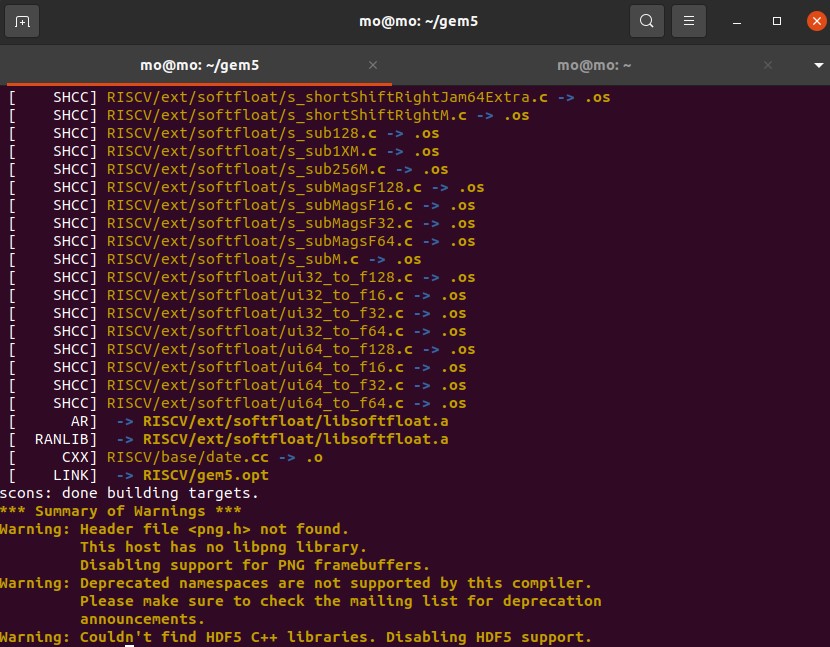 mo@mo: ~/gem5
mo@mo: ~/gem5
mo@mo: ~
[     SHCC] RISCV/ext/softfloat/s_shortShiftRightJam64Extra.c -> .os
[     SHCC] RISCV/ext/softfloat/s_shortShiftRightM.c -> .os
[     SHCC] RISCV/ext/softfloat/s_sub128.c -> .os
[     SHCC] RISCV/ext/softfloat/s_sub1XM.c -> .os
[     SHCC] RISCV/ext/softfloat/s_sub256M.c -> .os
[     SHCC] RISCV/ext/softfloat/s_subMagsF128.c -> .os
[     SHCC] RISCV/ext/softfloat/s_subMagsF16.c -> .os
[     SHCC] RISCV/ext/softfloat/s_subMagsF32.c -> .os
[     SHCC] RISCV/ext/softfloat/s_subMagsF64.c -> .os
[     SHCC] RISCV/ext/softfloat/s_subM.c -> .os
[     SHCC] RISCV/ext/softfloat/ui32_to_f128.c -> .os
[     SHCC] RISCV/ext/softfloat/ui32_to_f16.c -> .os
[     SHCC] RISCV/ext/softfloat/ui32_to_f32.c -> .os
[     SHCC] RISCV/ext/softfloat/ui32_to_f64.c -> .os
[     SHCC] RISCV/ext/softfloat/ui64_to_f128.c -> .os
[     SHCC] RISCV/ext/softfloat/ui64_to_f16.c -> .os
[     SHCC] RISCV/ext/softfloat/ui64_to_f32.c -> .os
[     SHCC] RISCV/ext/softfloat/ui64_to_f64.c -> .os
[       AR]  -> RISCV/ext/softfloat/libsoftfloat.a
[   RANLIB]  -> RISCV/ext/softfloat/libsoftfloat.a
[      CXX] RISCV/base/date.cc -> .o
[     LINK]  -> RISCV/gem5.opt
scons: done building targets.
*** Summary of Warnings ***
Warning: Header file <png.h> not found.
         This host has no libpng library.
         Disabling support for PNG framebuffers.
Warning: Deprecated namespaces are not supported by this compiler.
         Please make sure to check the mailing list for deprecation
         announcements.
Warning: Couldn't find HDF5 C++ libraries. Disabling HDF5 support.